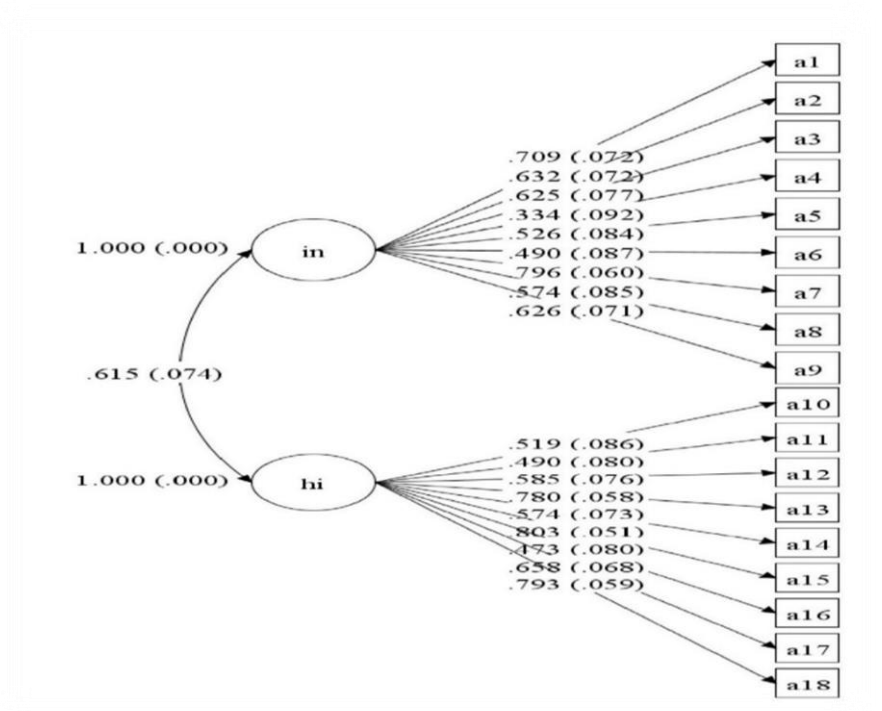 a1
a2
a3
a4
a5
a6
a7
a8
a9
.709 (.072)
.632 (.072)
.625 (.077)
.334 (.092)
.526 (.084)
.490 (.087)
.796 (.060)
.574 (.085)
.626 (.071)
1.000 (.000)
in
.615 (.074)
1.000 (.000)
hi
.519 (.086)
.490 (.080)
.585 (.076)
.780 (.058)
.574 (.073)
.803 (.051)
.473 (.080)
.658 (.068)
.793 (.059)
a10
a11
a12
a13
a14
a15
a16
a17
a18